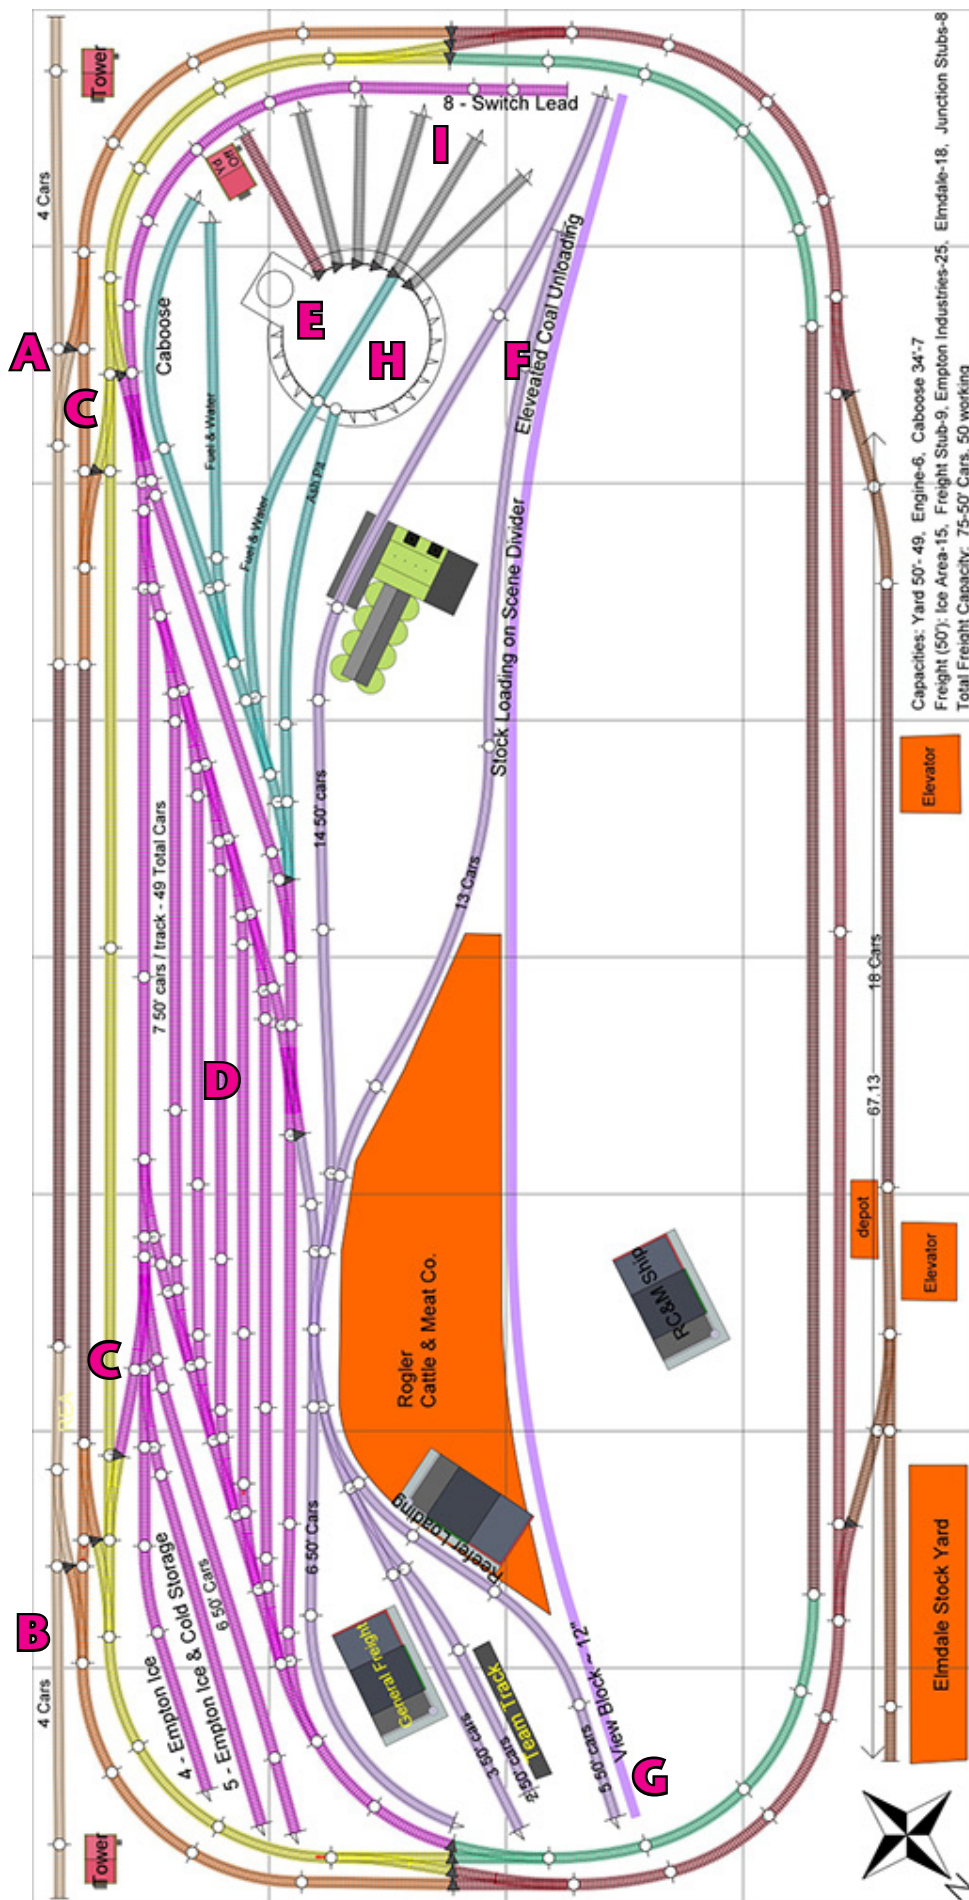 Tower
8 - Switch Lead
4 Cars
I
Yd
Off
A
C
Caboose
E
H
F
Eleveated Coal Unloading
Fuel & Water
Fuel & Water
Ash Pit
Stock Loading on Scene Divider
Capacities: Yard 50'- 49, Engine-6, Caboose 34'-7
Freight (50'): Ice Area-15, Freight Stub-9, Empton Industries-25, Elmdale-18, Junction Stubs-8
Total Freight Capacity: 75-50' Cars, 50 working
Elevator
14 50' cars
7 50' cars / track - 49 Total Cars
13 Cars
18 Cars
D
67.13
depot
Elevator
RC&M Ship
Rogler
Cattle & Meat Co.
C
REA
Reefer Loading
6 50' Cars
4 - Empton Ice
5 - Empton Ice & Cold Storage
6 50' Cars
B
4 Cars
General Freight
Team Track
3 50' cars
2 50' cars
5 50' cars
View Block ~ 12"
G
Elmdale Stock Yard
Tower
N